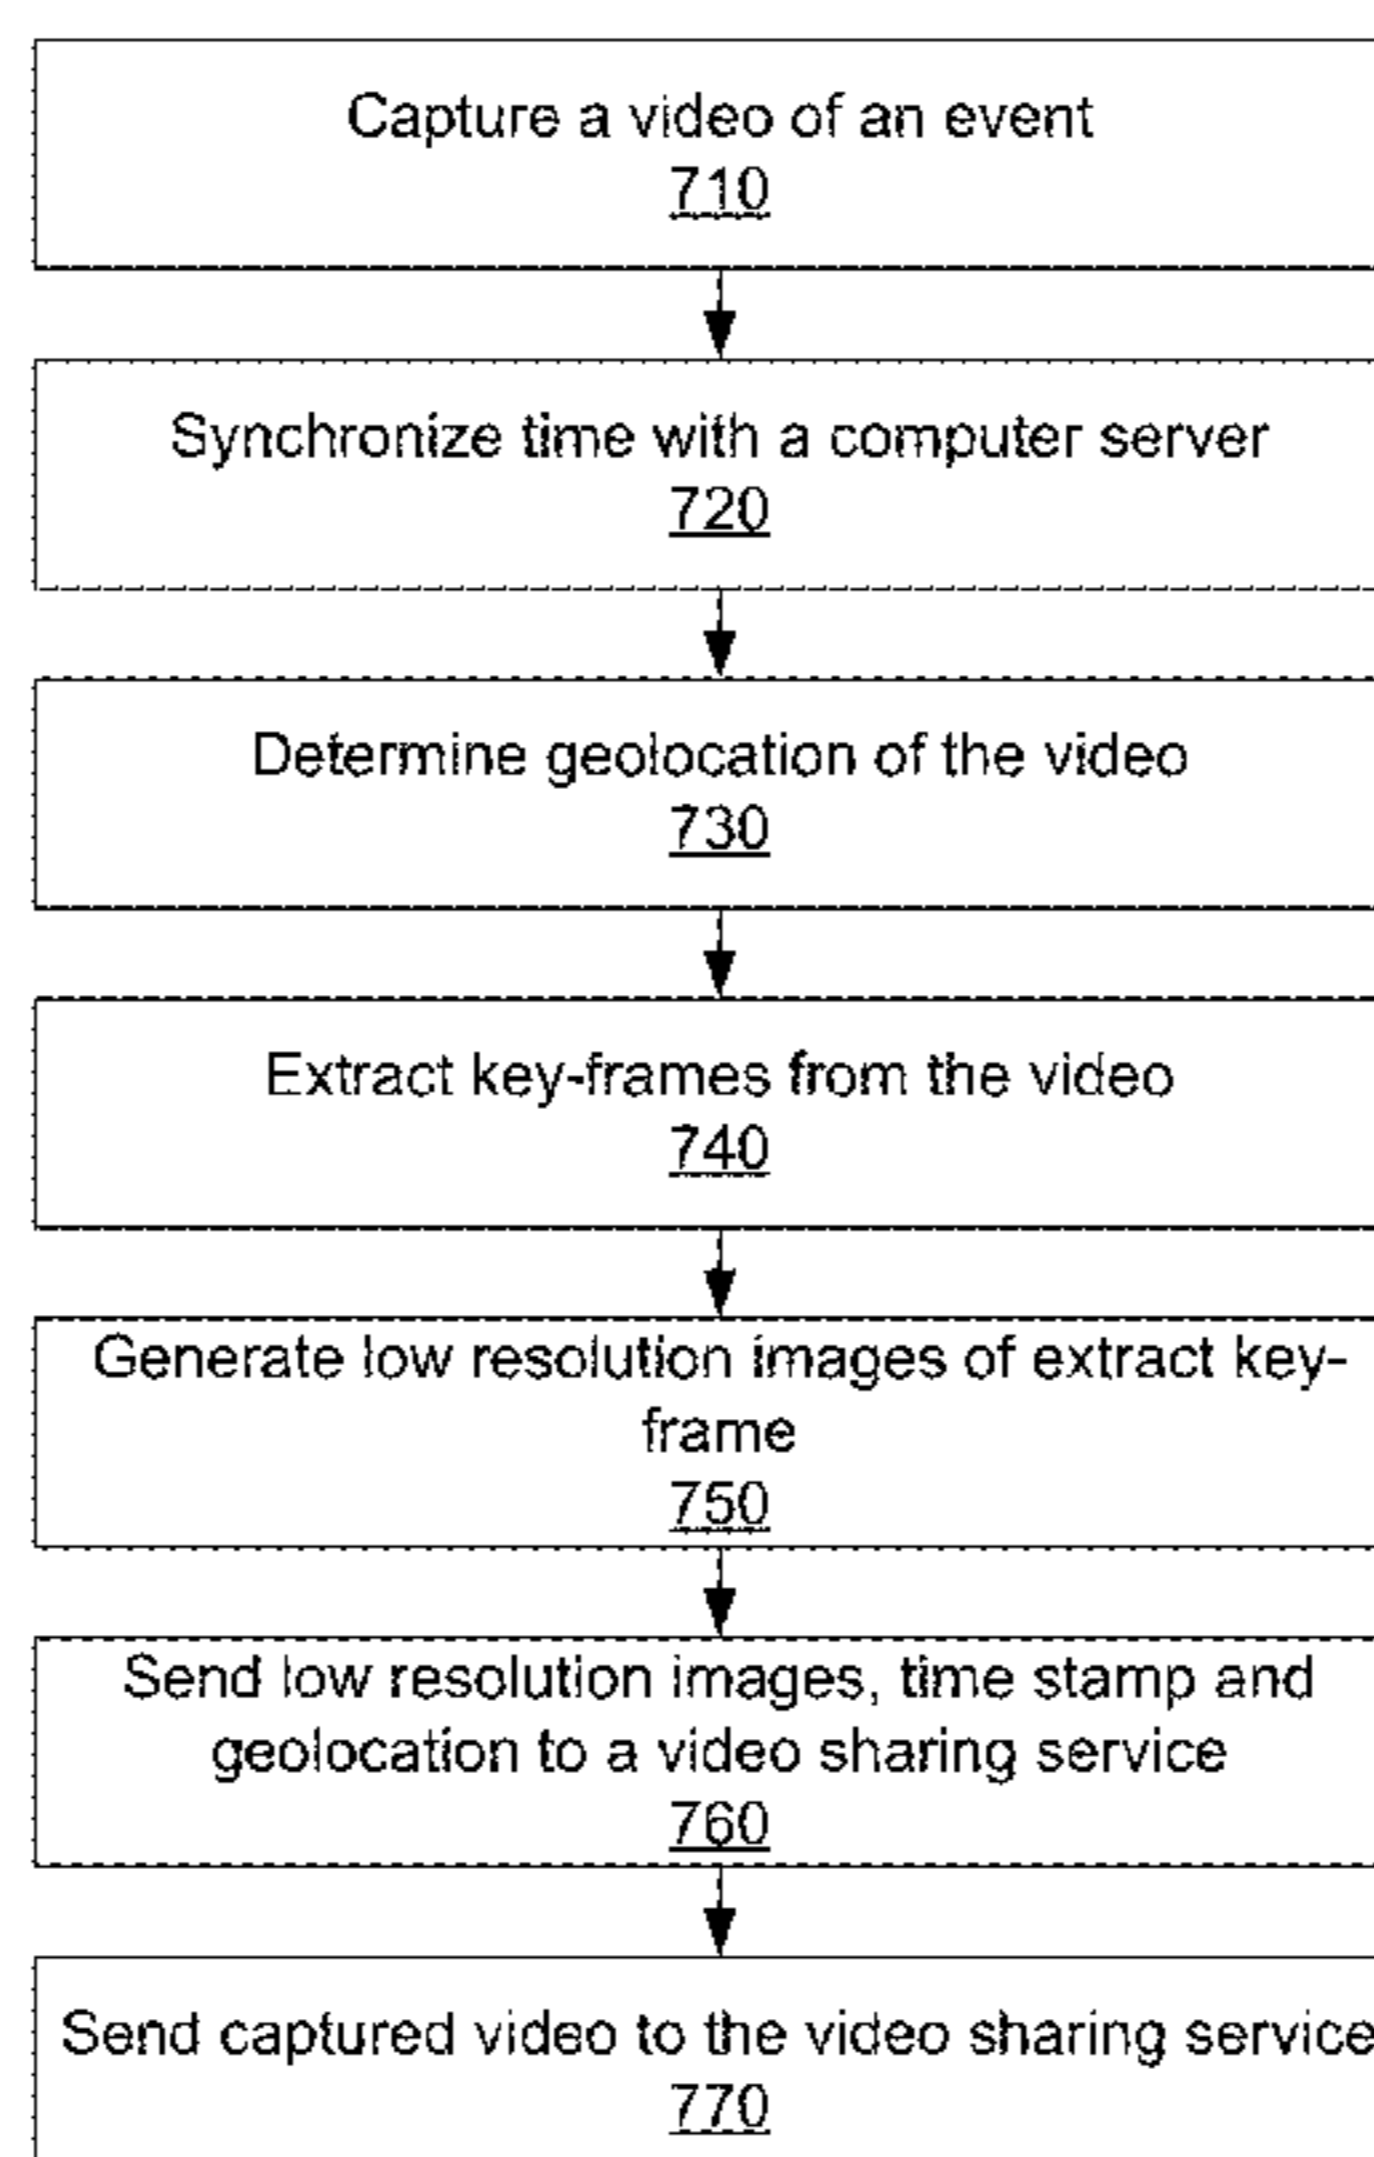 Capture a video of an event
710
Synchronize time with a computer server
720
Determine geolocation of the video
730
Extract key-frames from the video
740
Generate low resolution images of extract key-
frame
750
Send low resolution images, time stamp and
geolocation to a video sharing service
760
Send captured video to the video sharing service
770